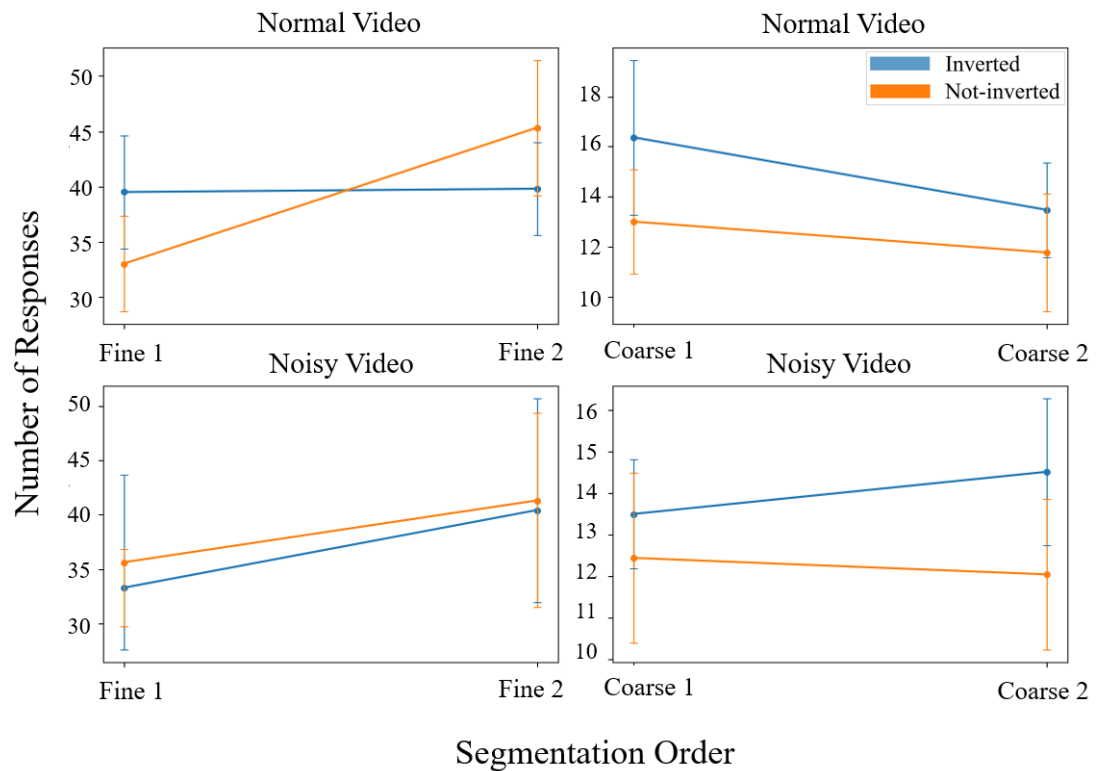 Normal Video
50
45
40
35
30
Fine 1
Fine 2
Normal Video
Inverted
Not-inverted
18
16
14
12
10
Coarse 1
Coarse 2
Number of Responses
Noisy Video
50
45
40
35
30
Fine 1
Fine 2
Noisy Video
16
15
14
13
12
11
10
Coarse 1
Coarse 2
Segmentation Order